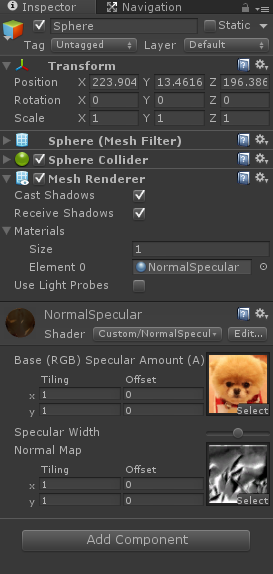 Inspector Navigation
Sphere Static
Tag Untagged Layer Default
Transform
Position X 223.904 Y 13.4616 Z 196.386
Rotation X 0 Y 0 Z 0
Scale X 1 Y 1 Z 1
Sphere (Mesh Filter)
Sphere Collider
Mesh Renderer
Cast Shadows
Receive Shadows
Materials
Size 1
Element 0 NormalSpecular
Use Light Probes
NormalSpecular
Shader Custom/NormalSpecul Edit...
Base (RGB) Specular Amount (A)
Tiling Offset
x 1 0
y 1 0
Select
Specular Width
Normal Map
Tiling Offset
x 1 0
y 1 0
Select
Add Component